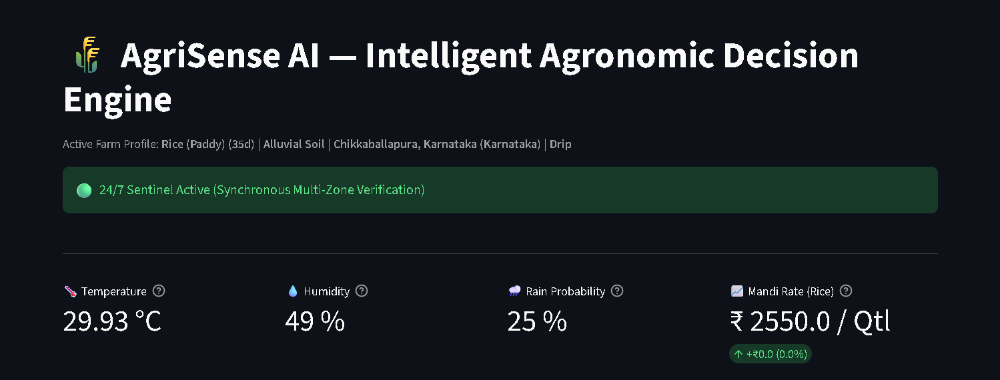 AgriSense AI — Intelligent Agronomic Decision
Engine
Active Farm Profile: Rice (Paddy) (35d) | Alluvial Soil | Chikkaballapura, Karnataka (Karnataka) | Drip
24/7 Sentinel Active (Synchronous Multi-Zone Verification)
Temperature
29.93 °C
Humidity
49 %
Rain Probability
25 %
Mandi Rate (Rice)
₹ 2550.0 / Qtl
↑ +₹0.0 (0.0%)